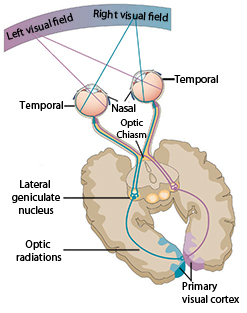 Left visual field
Right visual field
Temporal
Temporal
Nasal
Optic
Chiasm
Lateral
geniculate
nucleus
Optic
radiations
Primary
visual cortex